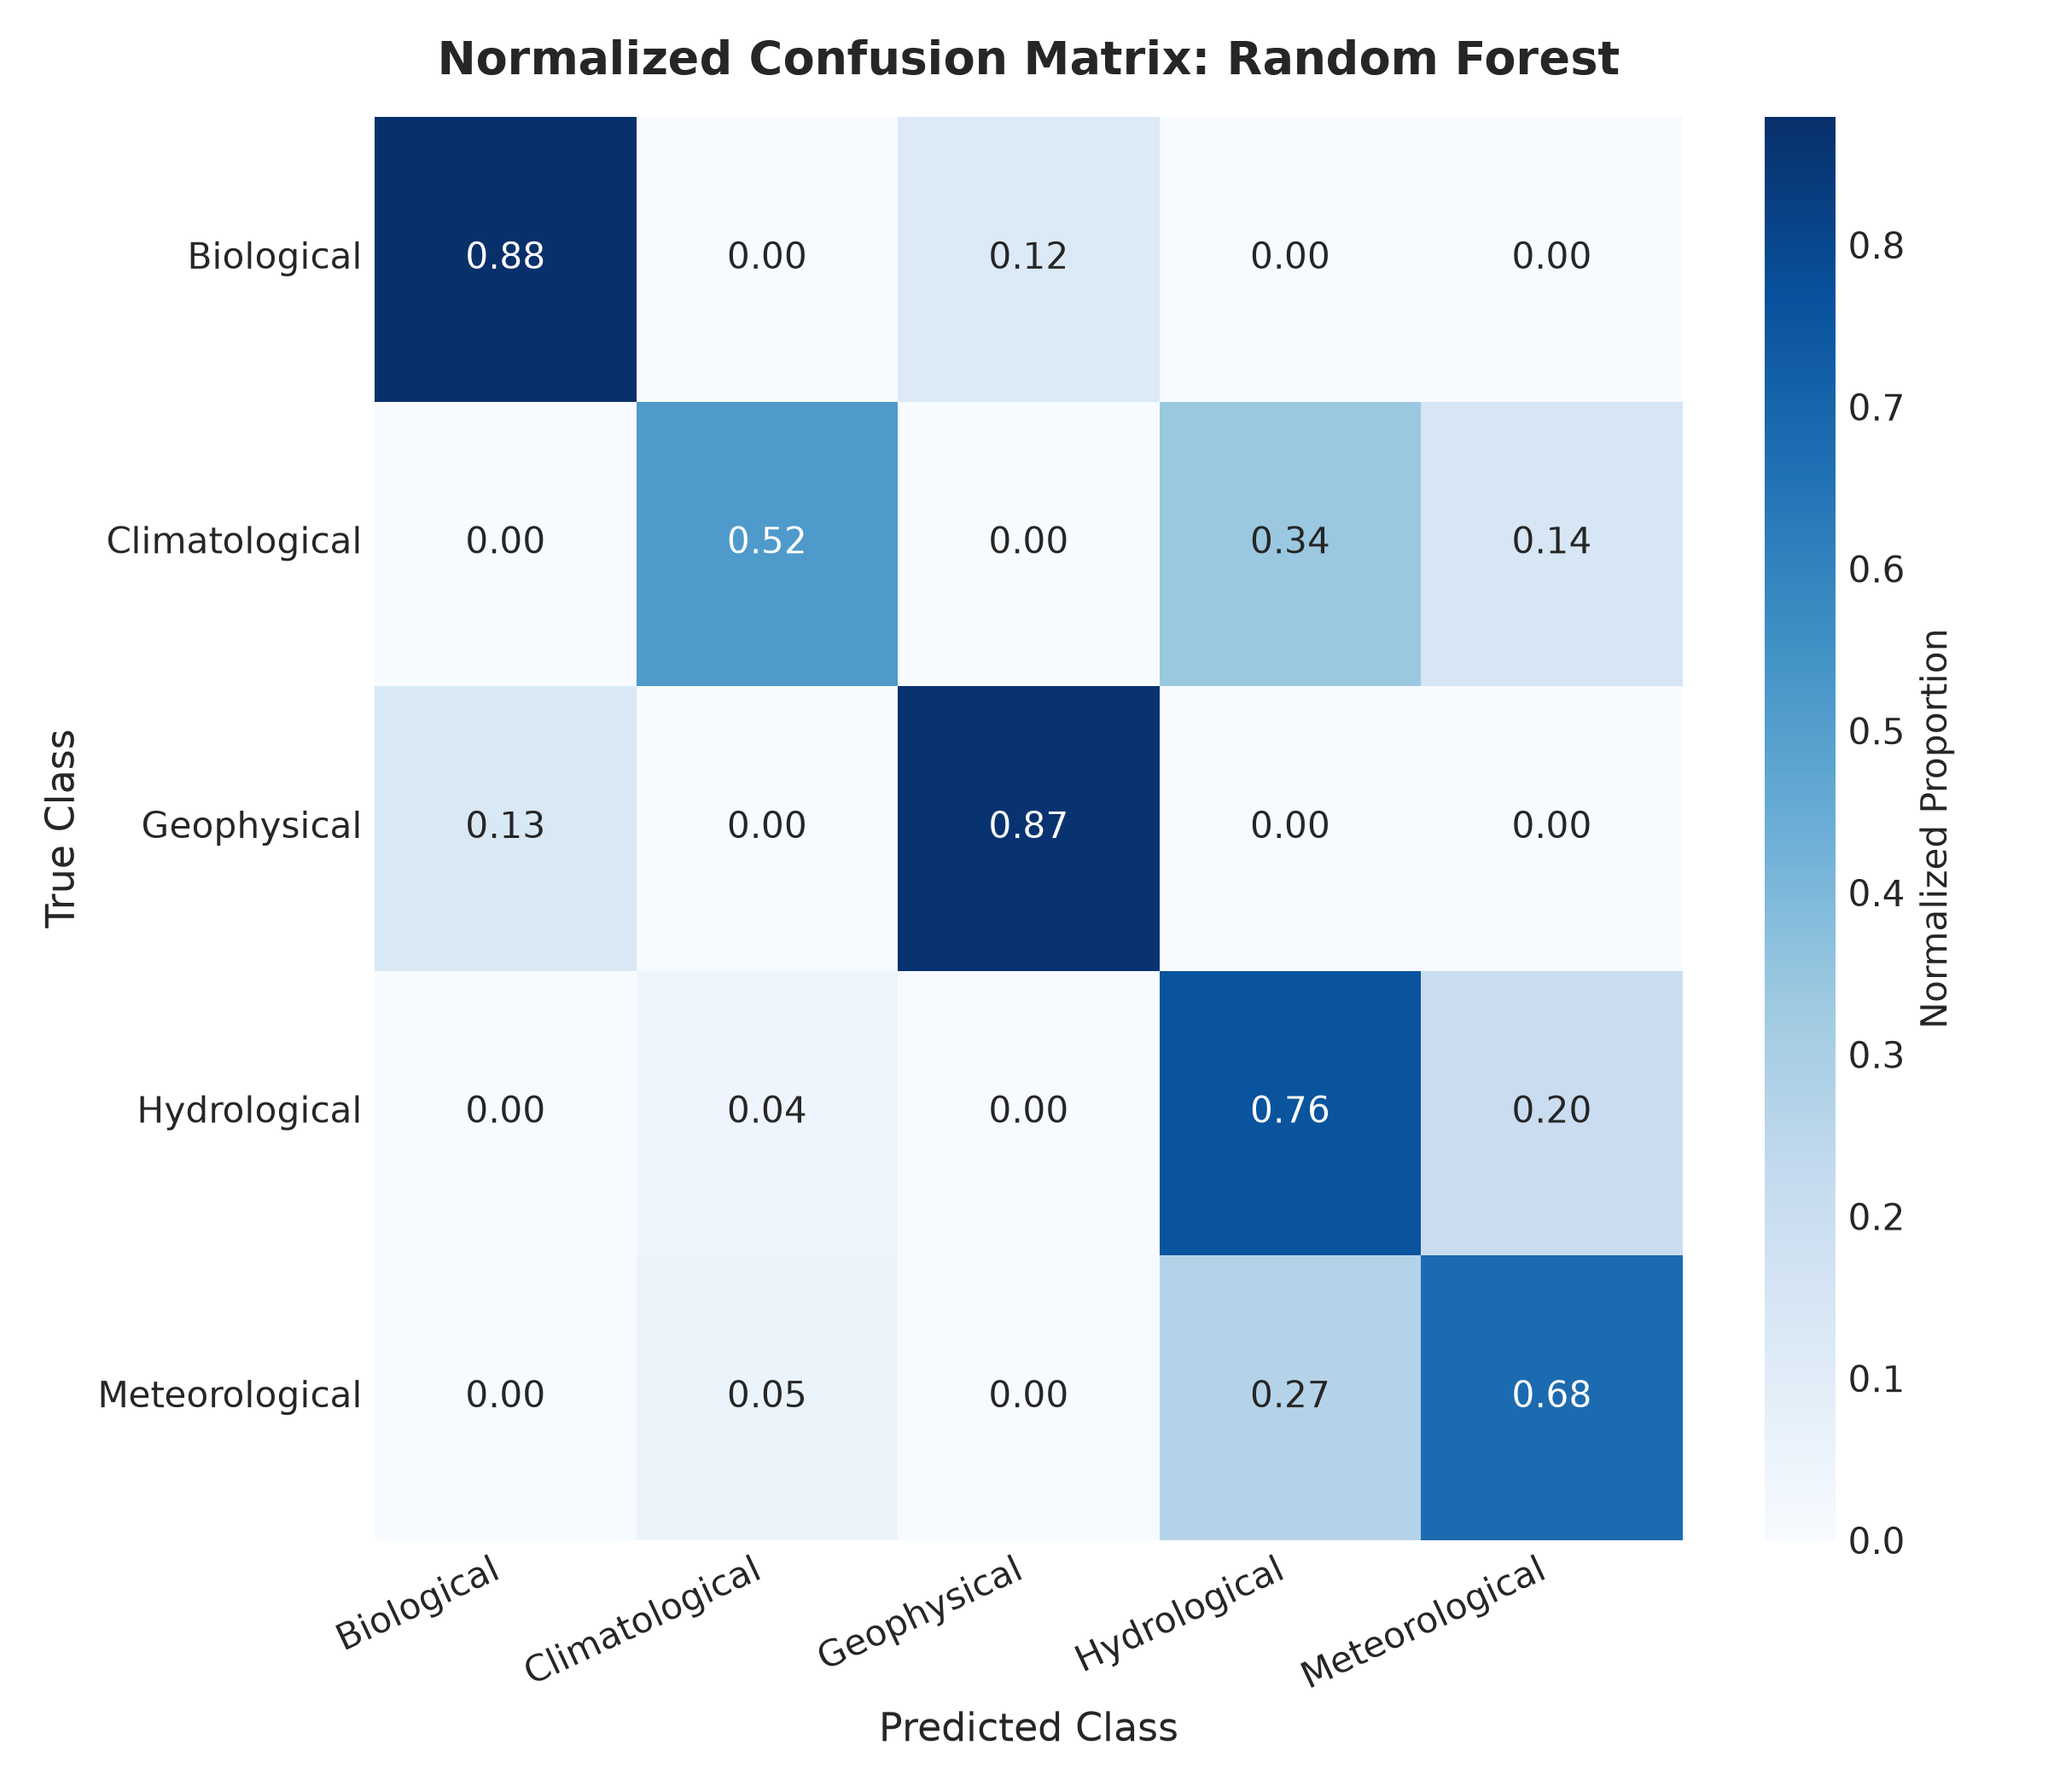 Normalized Confusion Matrix: Random Forest
True Class
Biological 0.88 0.00 0.12 0.00 0.00
Climatological 0.00 0.52 0.00 0.34 0.14
Geophysical 0.13 0.00 0.87 0.00 0.00
Hydrological 0.00 0.04 0.00 0.76 0.20
Meteorological 0.00 0.05 0.00 0.27 0.68
Biological Climatological Geophysical Hydrological Meteorological
Predicted Class
0.8
0.7
0.6
0.5
0.4
0.3
0.2
0.1
0.0
Normalized Proportion